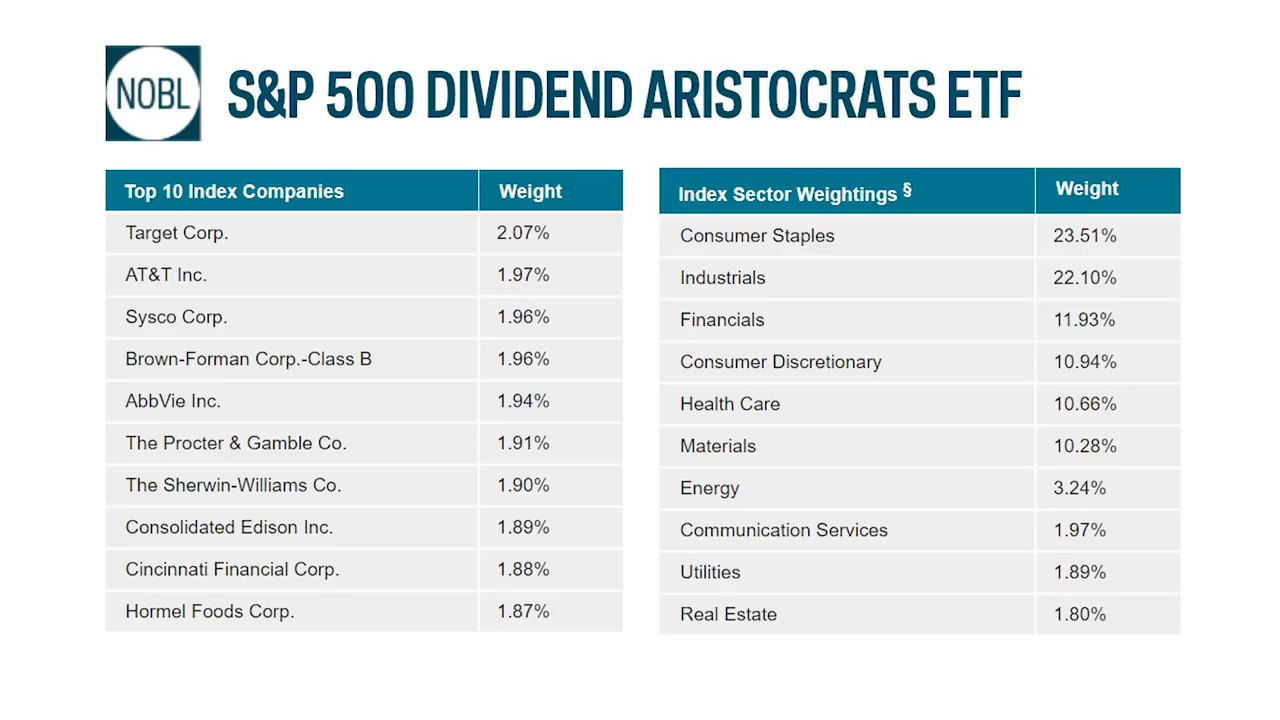 NOBL
S&P 500 DIVIDEND ARISTOCRATS ETF
Top 10 Index Companies Weight
Target Corp. 2.07%
AT&T Inc. 1.97%
Sysco Corp. 1.96%
Brown-Forman Corp.-Class B 1.96%
AbbVie Inc. 1.94%
The Procter & Gamble Co. 1.91%
The Sherwin-Williams Co. 1.90%
Consolidated Edison Inc. 1.89%
Cincinnati Financial Corp. 1.88%
Hormel Foods Corp. 1.87%
Index Sector Weightings § Weight
Consumer Staples 23.51%
Industrials 22.10%
Financials 11.93%
Consumer Discretionary 10.94%
Health Care 10.66%
Materials 10.28%
Energy 3.24%
Communication Services 1.97%
Utilities 1.89%
Real Estate 1.80%